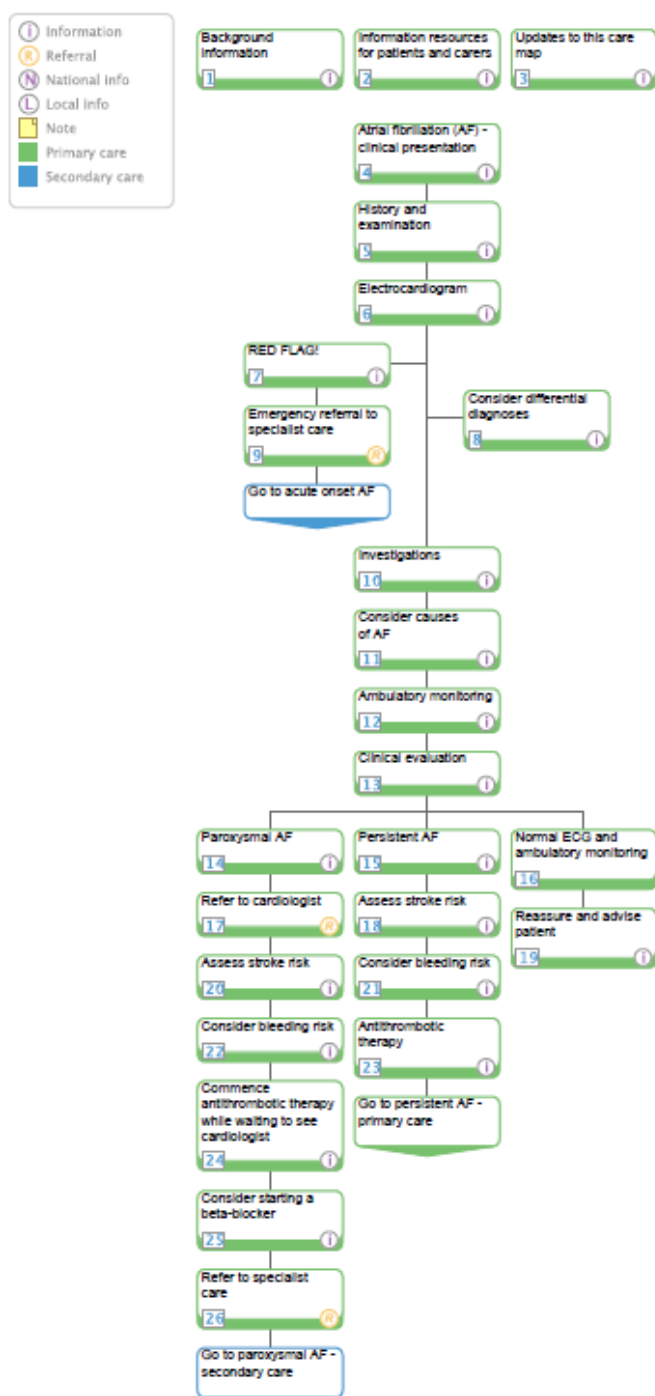 Information
Referral
National info
Local info
Note
Primary care
Secondary care
Background
information
1
i
Information resources
for patients and carers
2
i
Updates to this care
map
3
i
Atrial fibrillation (AF) -
clinical presentation
4
i
History and
examination
5
i
Electrocardiogram
6
i
RED FLAG!
7
i
Consider differential
diagnoses
8
i
Emergency referral to
specialist care
9
R
Go to acute onset AF
Investigations
10
i
Consider causes
of AF
11
i
Ambulatory monitoring
12
i
Clinical evaluation
13
i
Paroxysmal AF
14
i
Persistent AF
15
i
Normal ECG and
ambulatory monitoring
16
i
Refer to cardiologist
17
R
Assess stroke risk
18
i
Reassure and advise
patient
19
i
Assess stroke risk
20
i
Consider bleeding risk
21
i
Consider bleeding risk
22
i
Antithrombotic
therapy
23
i
Commence
antithrombotic therapy
while waiting to see
cardiologist
24
i
Go to persistent AF -
primary care
Consider starting a
beta-blocker
25
i
Refer to specialist
care
26
R
Go to paroxysmal AF -
secondary care